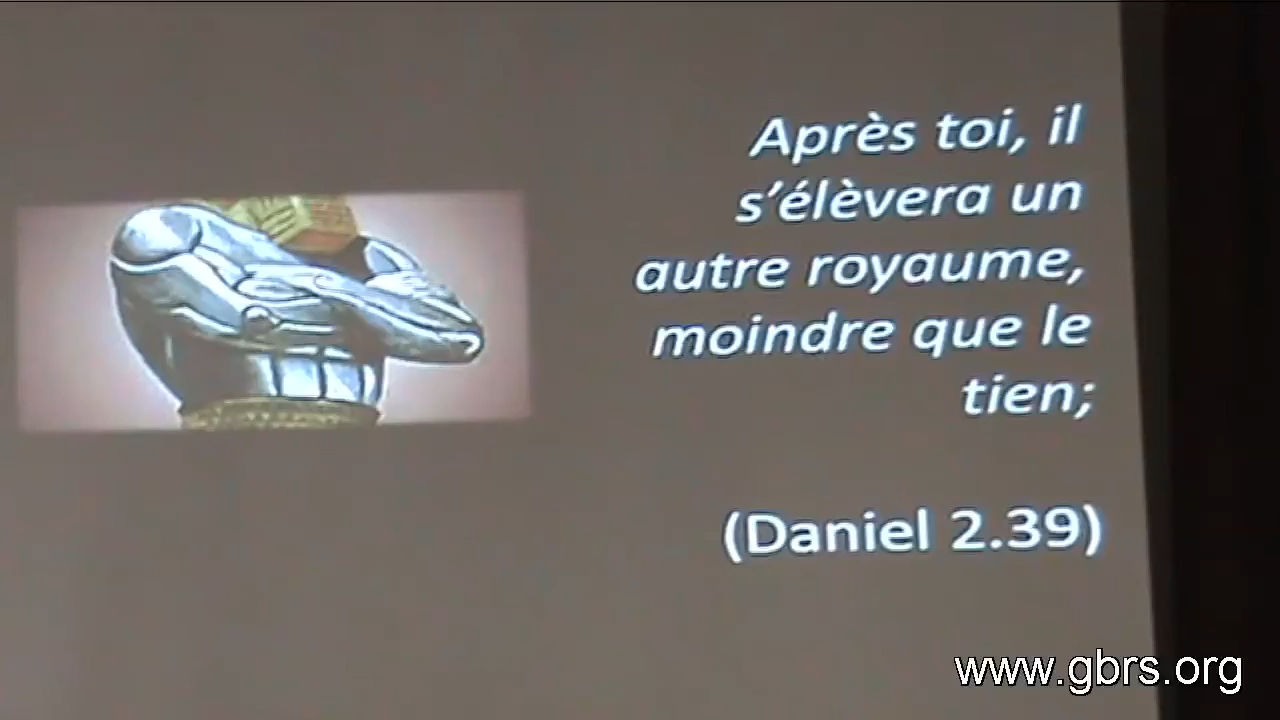 Après toi, il
s’élèvera un
autre royaume,
moindre que le
tien;
(Daniel 2.39)
www.gbrs.org